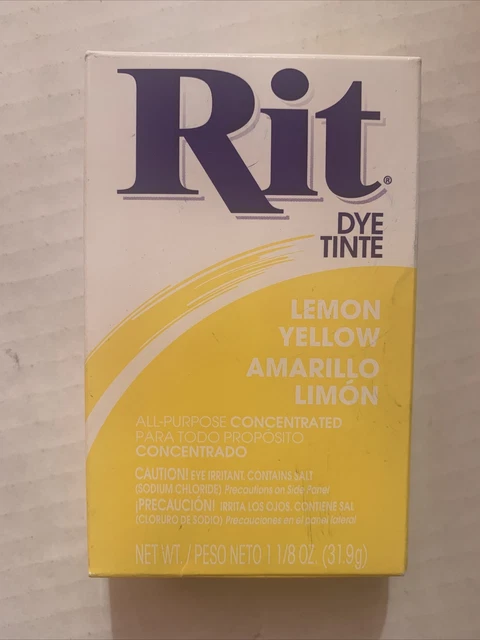 Rit®
DYE
TINTE
LEMON
YELLOW
AMARILLO
LIMÓN
ALL-PURPOSE CONCENTRATED
PARA TODO PROPÓSITO
CONCENTRADO
CAUTION! EYE IRRITANT. CONTAINS SALT
(SODIUM CHLORIDE) Precautions on Side Panel
¡PRECAUCIÓN! IRRITA LOS OJOS. CONTIENE SAL
(CLORURO DE SODIO) Precauciones en el panel lateral
NET WT. / PESO NETO 1 1/8 OZ. (31.9g)